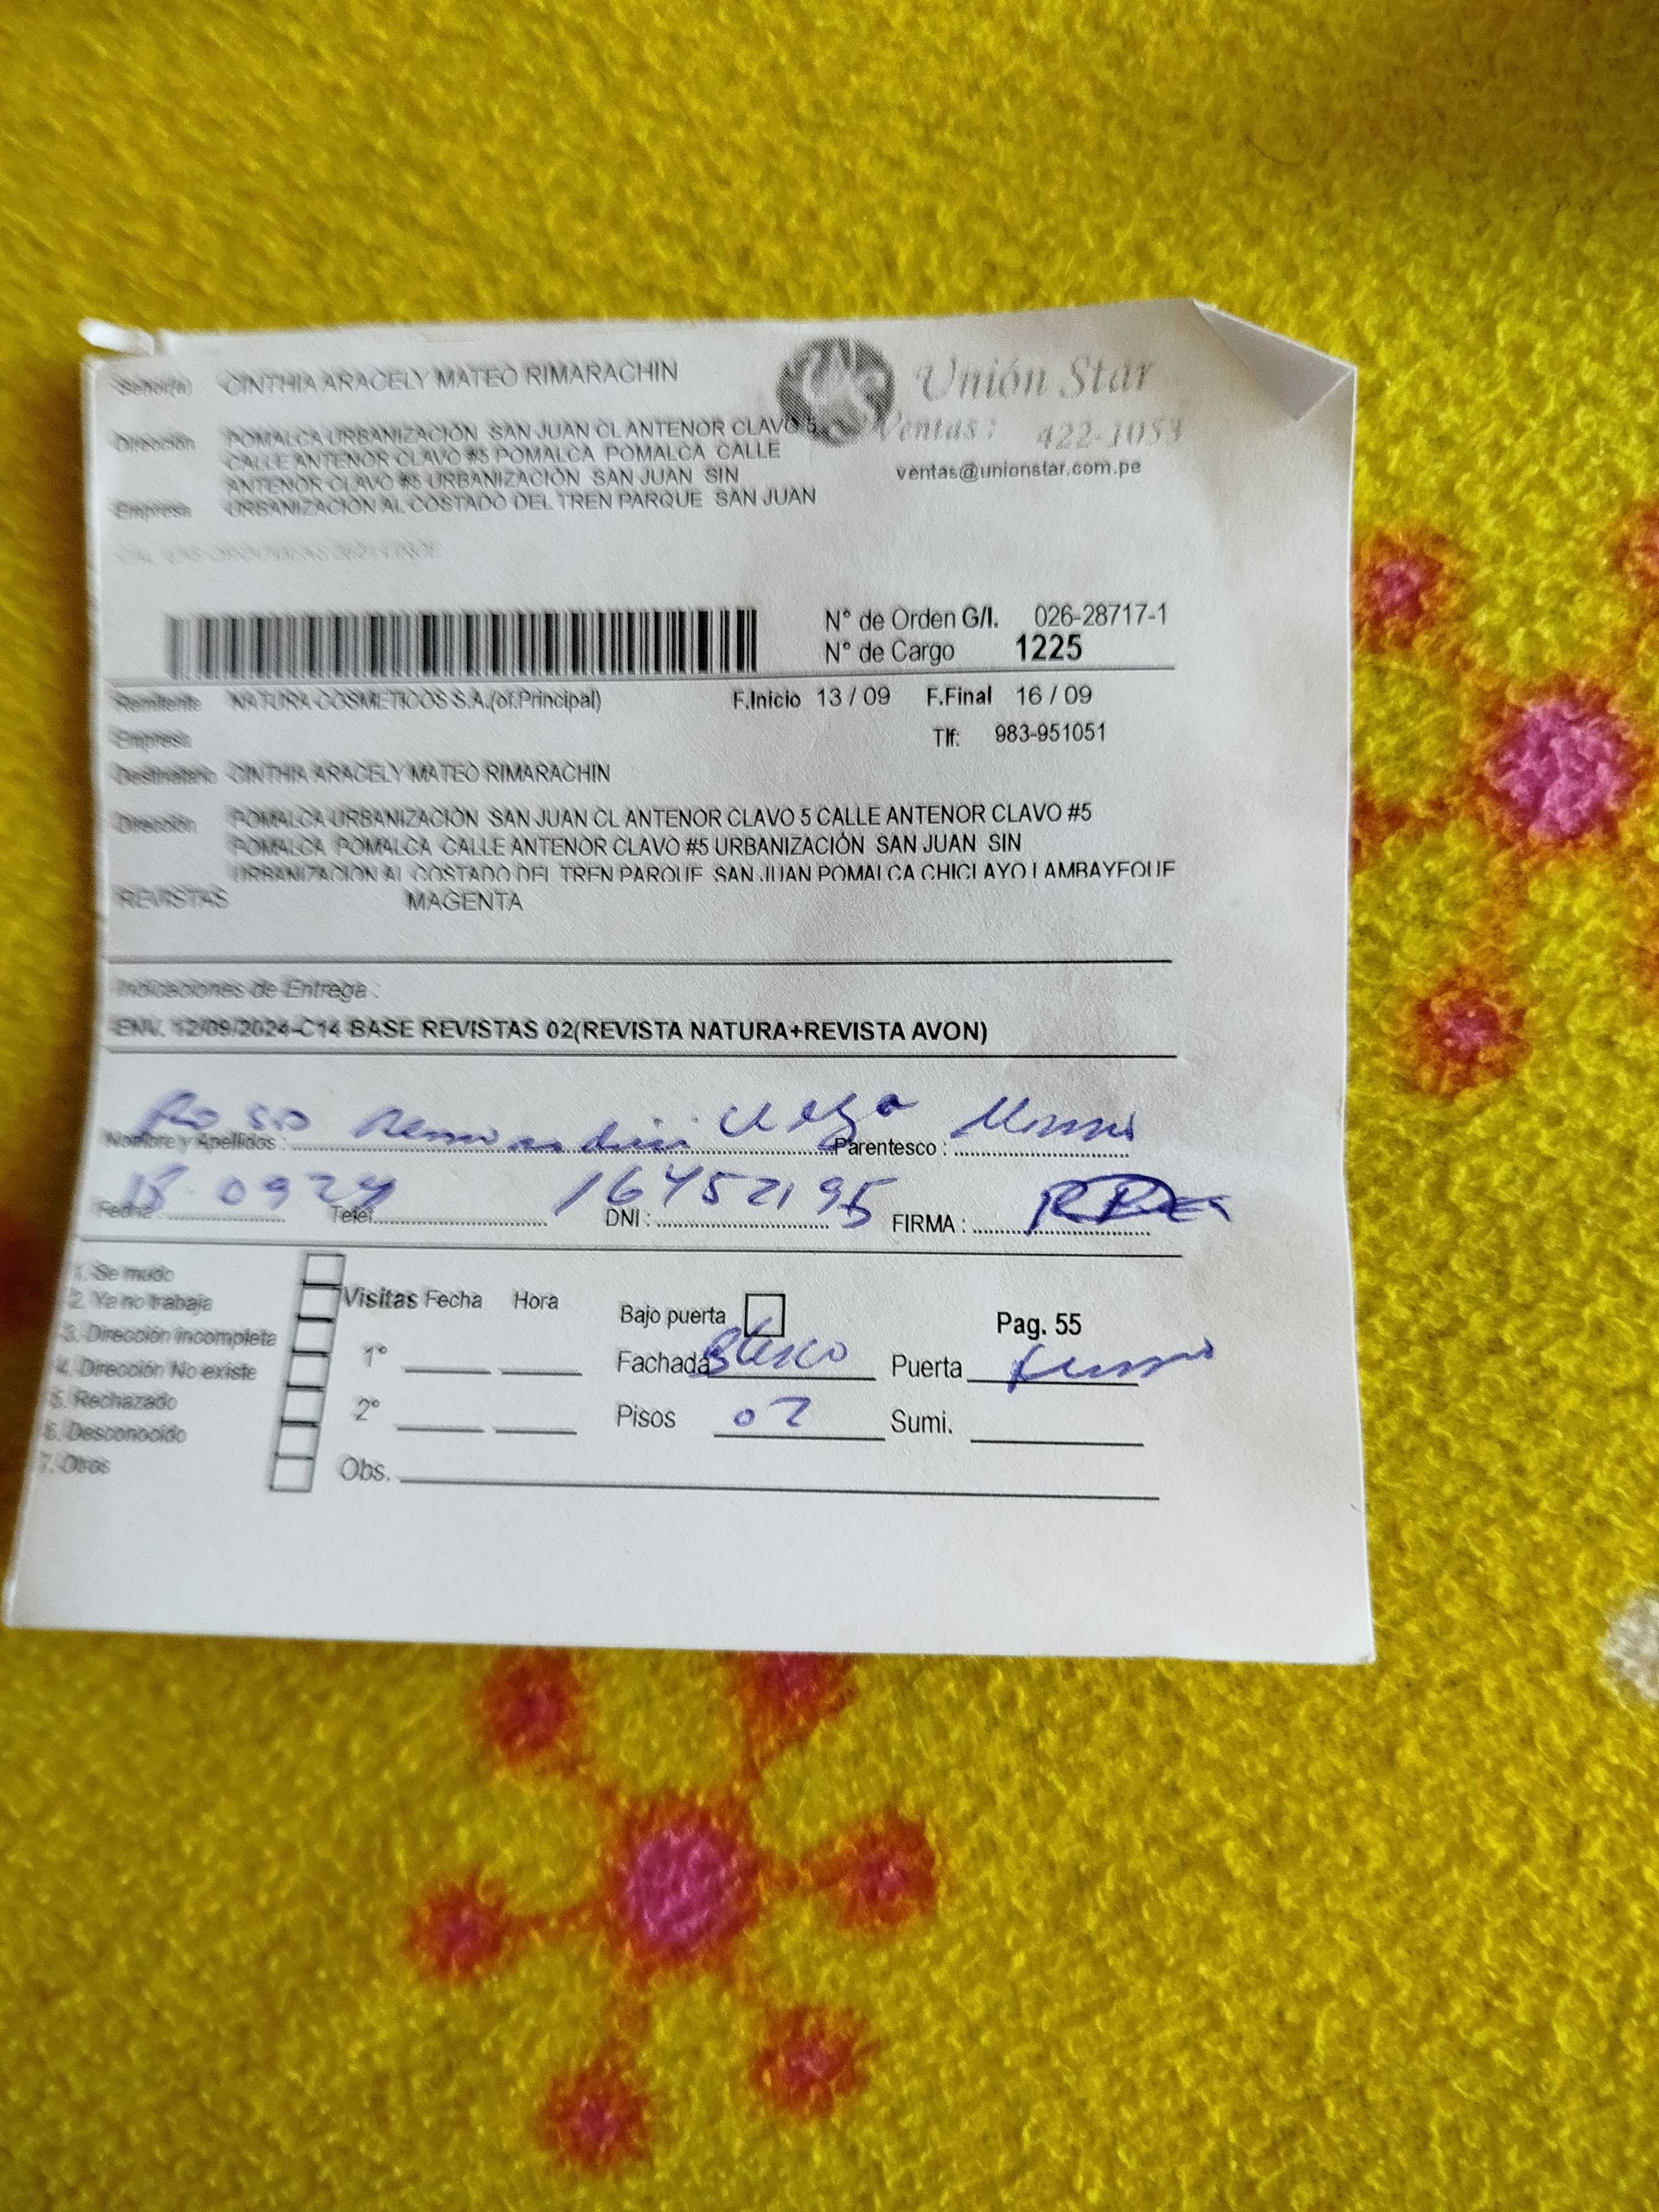 Señor(a) CINTHIA ARACELY MATEO RIMARACHIN
Unión Star
Dirección POMALCA URBANIZACIÓN SAN JUAN CL ANTENOR CLAVO 5
Ventas: 422-1053
CALLE ANTENOR CLAVO #5 POMALCA POMALCA CALLE
ventas@unionstar.com.pe
ANTENOR CLAVO #5 URBANIZACIÓN SAN JUAN SIN
Empresa URBANIZACION AL COSTADO DEL TREN PARQUE SAN JUAN
N° de Orden G/I. 026-28717-1
N° de Cargo 1225
Remitente NATURA COSMETICOS S.A.(of.Principal) F.Inicio 13 / 09 F.Final 16 / 09
Empresa Tlf: 983-951051
Destinatario CINTHIA ARACELY MATEO RIMARACHIN
Dirección POMALCA URBANIZACIÓN SAN JUAN CL ANTENOR CLAVO 5 CALLE ANTENOR CLAVO #5
POMALCA POMALCA CALLE ANTENOR CLAVO #5 URBANIZACIÓN SAN JUAN SIN
URBANIZACION AL COSTADO DEL TREN PARQUE SAN JUAN POMALCA CHICLAYO LAMBAYEQUE
REVISTAS MAGENTA
Indicaciones de Entrega :
ENV. 12/09/2024-C14 BASE REVISTAS 02(REVISTA NATURA+REVISTA AVON)
Nombre y Apellidos : Parentesco :
Fecha Telef. DNI : FIRMA :
1. Se mudo
2. Ya no trabaja
3. Dirección incompleta
4. Dirección No existe
5. Rechazado
6. Desconocido
7. Otros
Visitas Fecha Hora
1°
2°
Obs.
Bajo puerta Pag. 55
Fachada Puerta
Pisos 02 Sumi.